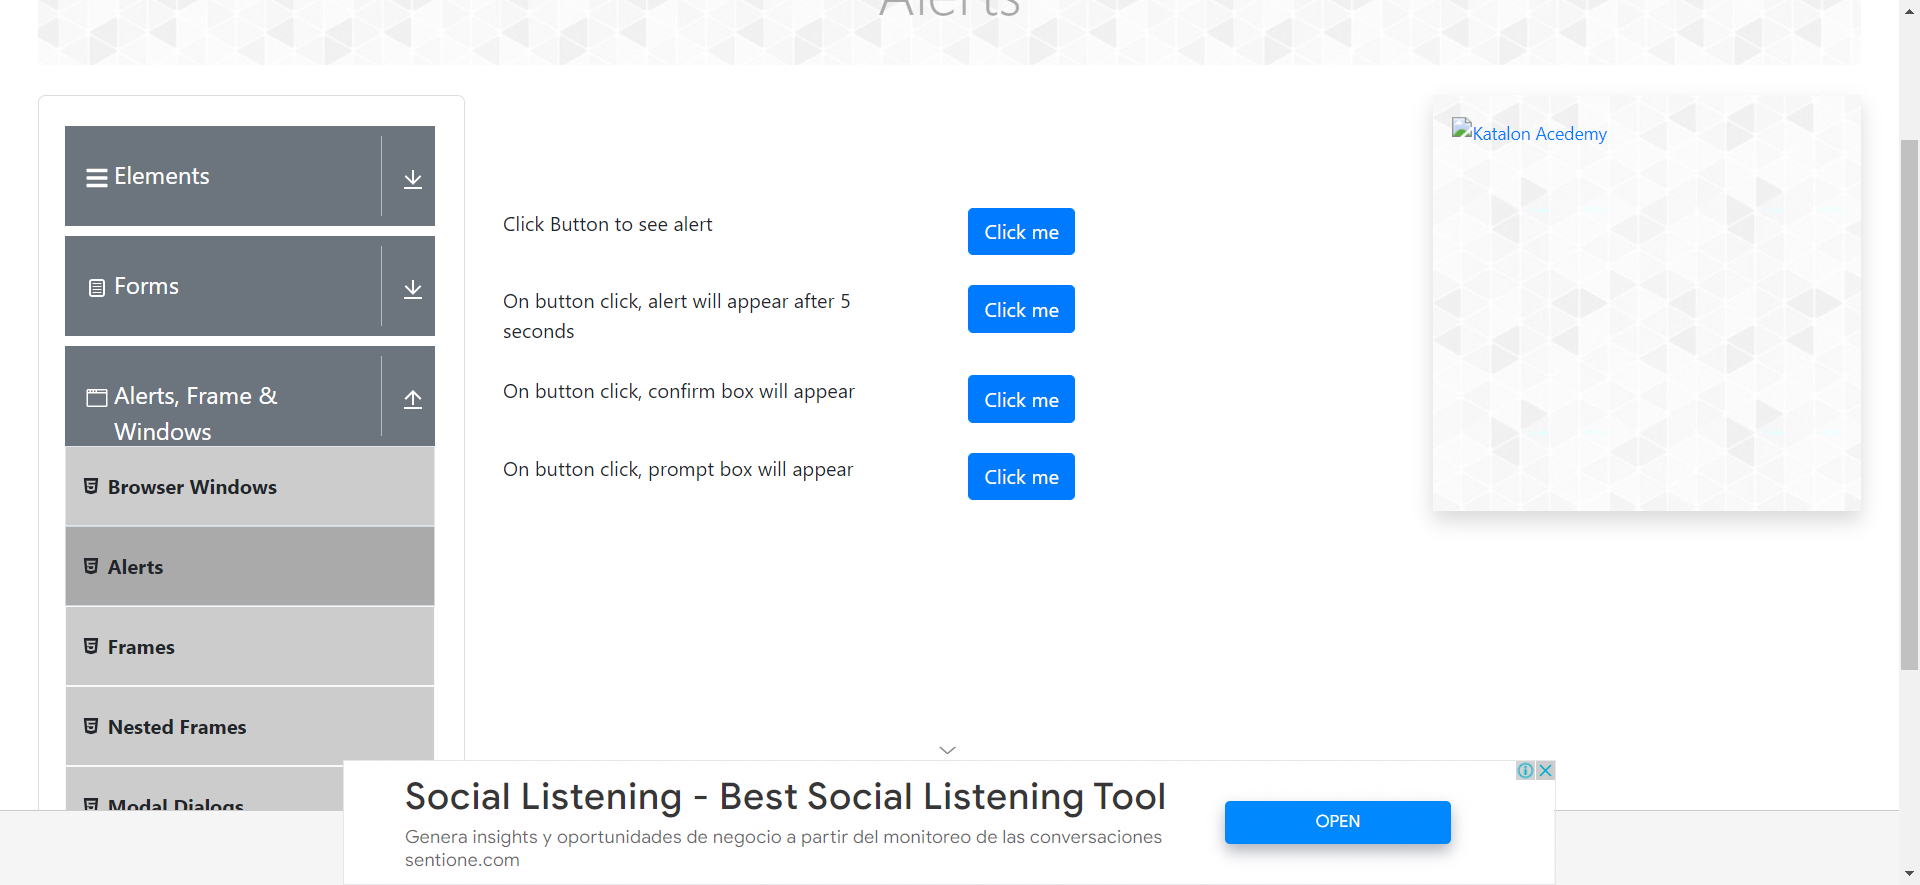 Alerts
Elements
Forms
Alerts, Frame &
Windows
Browser Windows
Alerts
Frames
Nested Frames
Modal Dialogs
Click Button to see alert
Click me
On button click, alert will appear after 5
seconds
Click me
On button click, confirm box will appear
Click me
On button click, prompt box will appear
Click me
Katalon Acedemy
Social Listening - Best Social Listening Tool
Genera insights y oportunidades de negocio a partir del monitoreo de las conversaciones
sentione.com
OPEN